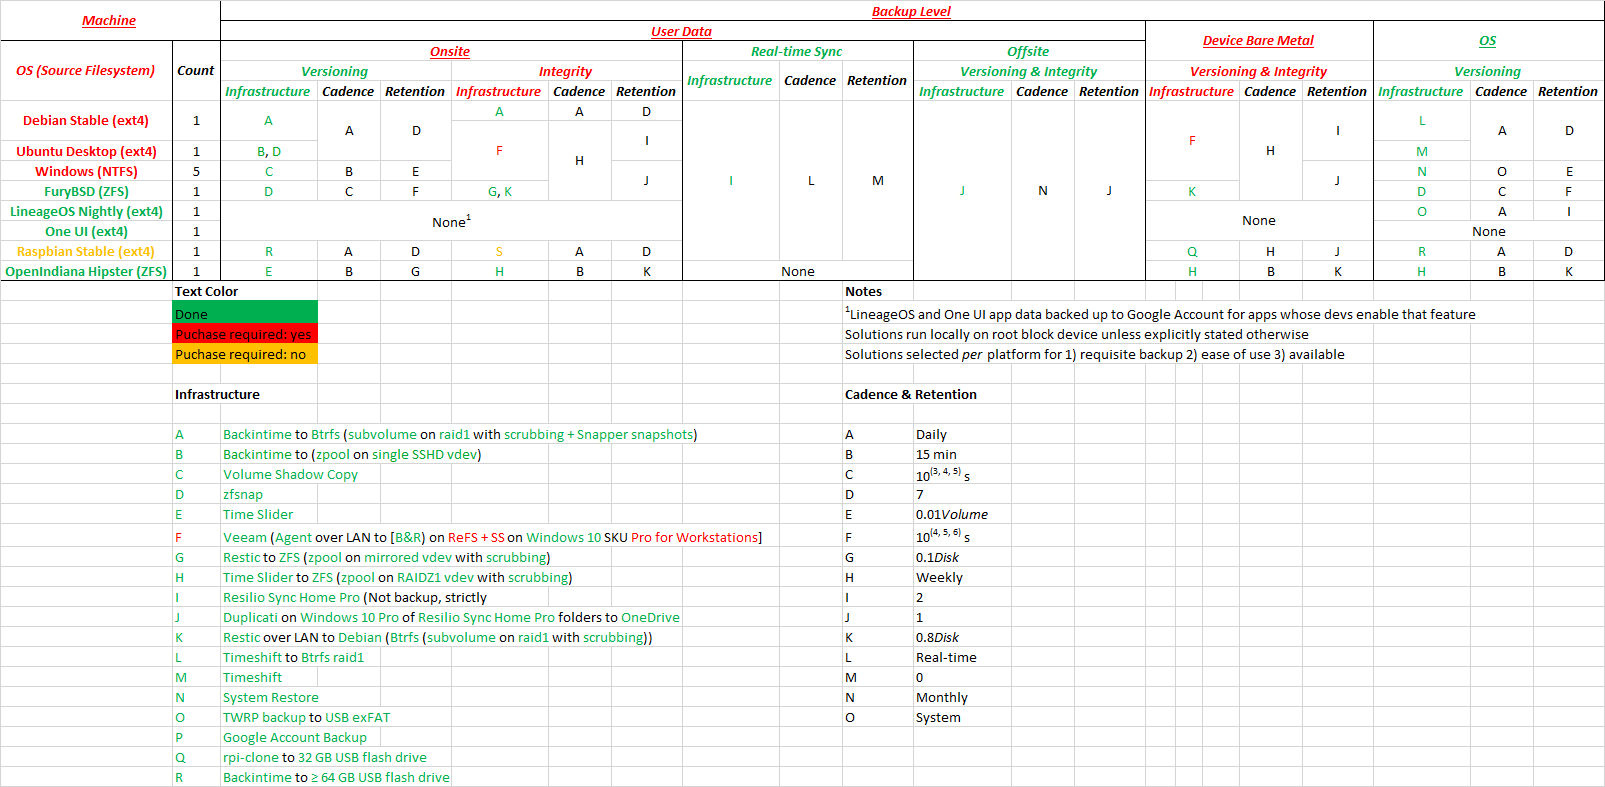 Machine Backup Level
User Data Device Bare Metal OS
OS (Source Filesystem) Count Onsite Real-time Sync Offsite
Versioning Integrity Infrastructure Cadence Retention Versioning & Integrity Versioning & Integrity Versioning
Infrastructure Cadence Retention Infrastructure Cadence Retention Infrastructure Cadence Retention Infrastructure Cadence Retention Infrastructure Cadence Retention
Debian Stable (ext4) 1 A A D A A D I L M J N J F H I L A D
Ubuntu Desktop (ext4) 1 B, D F H I M
Windows (NTFS) 5 C B E J J N O E
FuryBSD (ZFS) 1 D C F G, K K D C F
LineageOS Nightly (ext4) 1 None1 None O A I
One UI (ext4) 1 None
Raspbian Stable (ext4) 1 R A D S A D Q H J R A D
OpenIndiana Hipster (ZFS) 1 E B G H B K None H B K H B K
Text Color Notes
Done 1LineageOS and One UI app data backed up to Google Account for apps whose devs enable that feature
Puchase required: yes Solutions run locally on root block device unless explicitly stated otherwise
Puchase required: no Solutions selected per platform for 1) requisite backup 2) ease of use 3) available
Infrastructure Cadence & Retention
A Backintime to Btrfs (subvolume on raid1 with scrubbing + Snapper snapshots) A Daily
B Backintime to (zpool on single SSHD vdev) B 15 min
C Volume Shadow Copy C 10(3, 4, 5) s
D zfsnap D 7
E Time Slider E 0.01Volume
F Veeam (Agent over LAN to [B&R) on ReFS + SS on Windows 10 SKU Pro for Workstations] F 10(4, 5, 6) s
G Restic to ZFS (zpool on mirrored vdev with scrubbing) G 0.1Disk
H Time Slider to ZFS (zpool on RAIDZ1 vdev with scrubbing) H Weekly
I Resilio Sync Home Pro (Not backup, strictly I 2
J Duplicati on Windows 10 Pro of Resilio Sync Home Pro folders to OneDrive J 1
K Restic over LAN to Debian (Btrfs (subvolume on raid1 with scrubbing)) K 0.8Disk
L Timeshift to Btrfs raid1 L Real-time
M Timeshift M 0
N System Restore N Monthly
O TWRP backup to USB exFAT O System
P Google Account Backup
Q rpi-clone to 32 GB USB flash drive
R Backintime to ≥ 64 GB USB flash drive